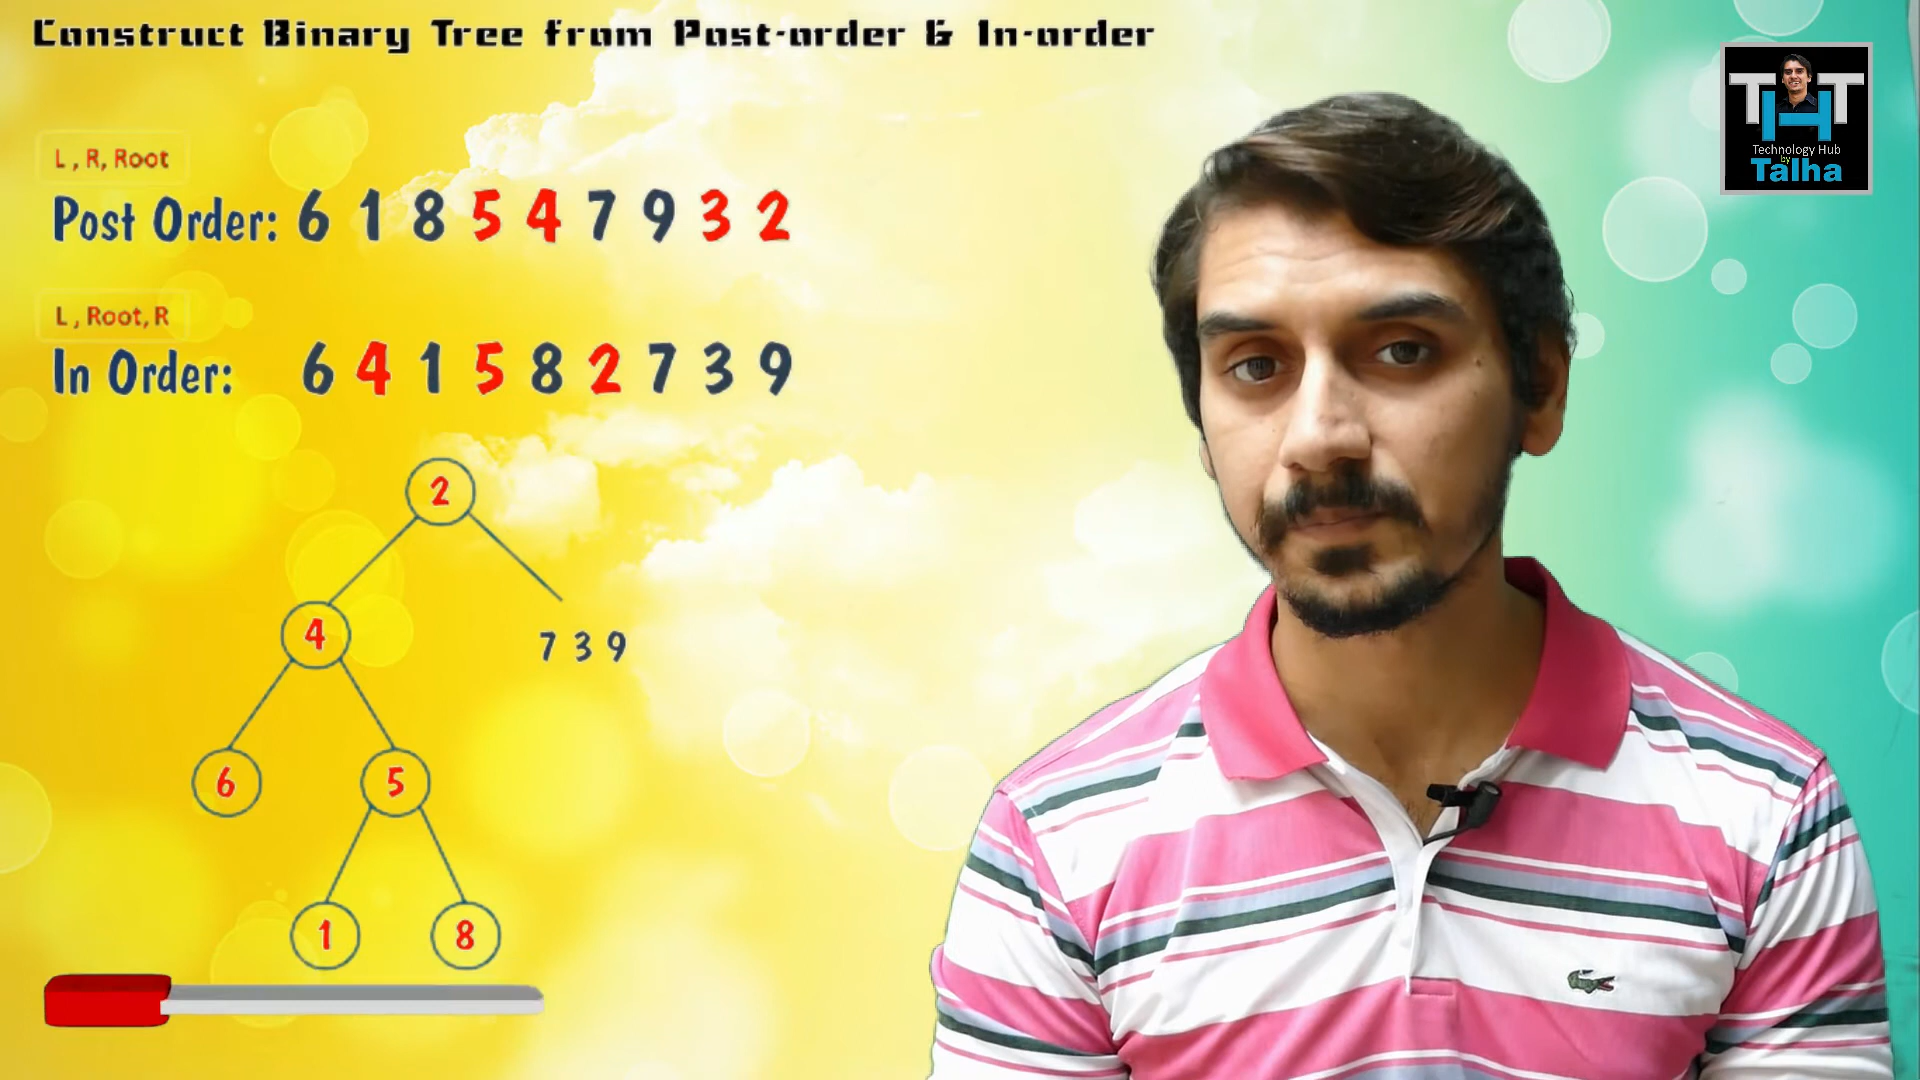 Construct Binary Tree from Post-order & In-order
L, R, Root
Post Order: 6 1 8 5 4 7 9 3 2
L, Root, R
In Order: 6 4 1 5 8 2 7 3 9
2
4
7 3 9
6
5
1
8
THT
Technology Hub
by
Talha